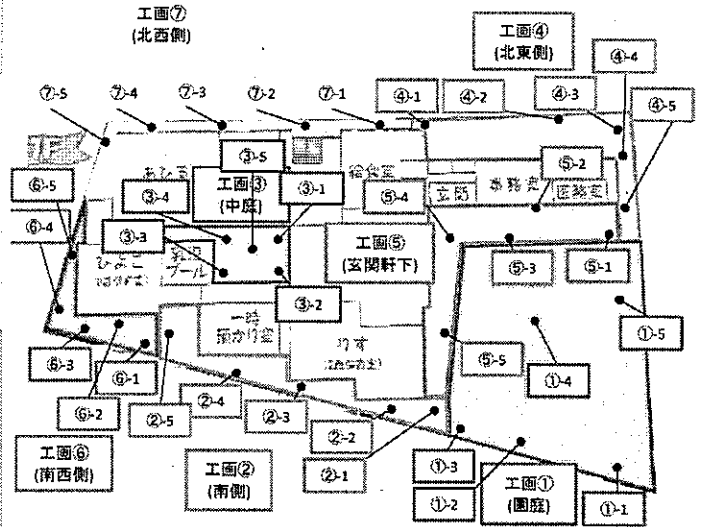 工画⑦
(北西側)
工画④
(北東側)
④-4
⑦-5
⑦-4
⑦-3
⑦-2
⑦-1
④-1
④-2
④-3
④-5
1F
あひる
③-5
給食室
⑤-2
⑥-5
工画③
(中庭)
③-1
③-4
⑤-4
玄関
事務室
医務室
⑥-4
③-3
工画⑤
(玄関軒下)
ひよこ
プール
⑤-3
⑤-1
③-2
①-5
一時
預かり室
りす
⑤-5
①-4
⑥-3
⑥-1
②-4
②-3
⑥-2
②-5
②-2
①-3
工画⑥
(南西側)
工画②
(南側)
②-1
①-2
工画①
(園庭)
①-1